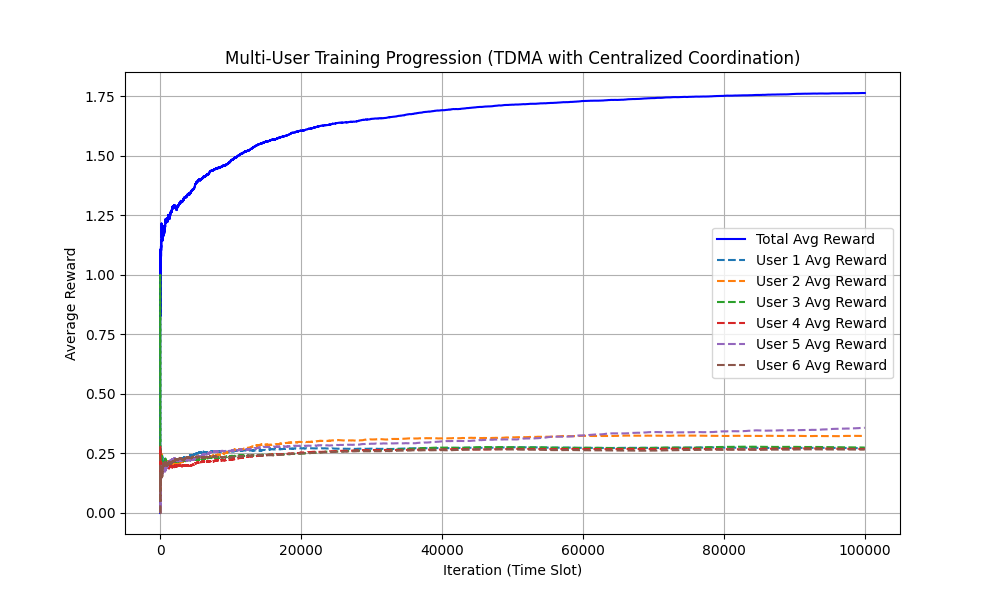 Multi-User Training Progression (TDMA with Centralized Coordination)
Average Reward
1.75
1.50
1.25
1.00
0.75
0.50
0.25
0.00
Total Avg Reward
User 1 Avg Reward
User 2 Avg Reward
User 3 Avg Reward
User 4 Avg Reward
User 5 Avg Reward
User 6 Avg Reward
0 20000 40000 60000 80000 100000
Iteration (Time Slot)